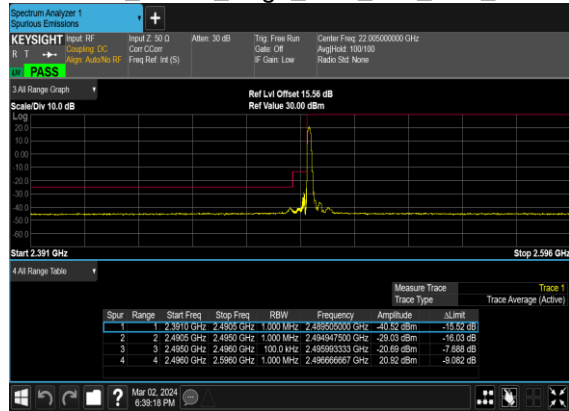 Spectrum Analyzer 1
Spurious Emissions
+
KEYSIGHT Input: RF Input Z: 50 Ω Atten: 30 dB Trig: Free Run Center Freq: 22.005000000 GHz
R T Coupling: DC Corr CCorr Gate: Off Avg|Hold: 100/100
Align: Auto/No RF Freq Ref: Int (S) IF Gain: Low Radio Std: None
PASS
3 All Range Graph
Ref Lvl Offset 15.56 dB
Scale/Div 10.0 dB Ref Value 30.00 dBm
Log
20.0
10.0
0.00
-10.0
-20.0
-30.0
-40.0
-50.0
-60.0
Start 2.391 GHz Stop 2.596 GHz
4 All Range Table
Measure Trace Trace 1
Trace Type Trace Average (Active)
Spur Range Start Freq Stop Freq RBW Frequency Amplitude ΔLimit
1 1 2.3910 GHz 2.4905 GHz 1.000 MHz 2.489505000 GHz -40.52 dBm -15.52 dB
2 2 2.4905 GHz 2.4950 GHz 1.000 MHz 2.494947500 GHz -29.03 dBm -16.03 dB
3 3 2.4950 GHz 2.4960 GHz 100.0 kHz 2.495993333 GHz -20.69 dBm -7.688 dB
4 4 2.4960 GHz 2.5960 GHz 1.000 MHz 2.496666667 GHz 20.92 dBm -9.082 dB
? Mar 02, 2024
6:39:18 PM